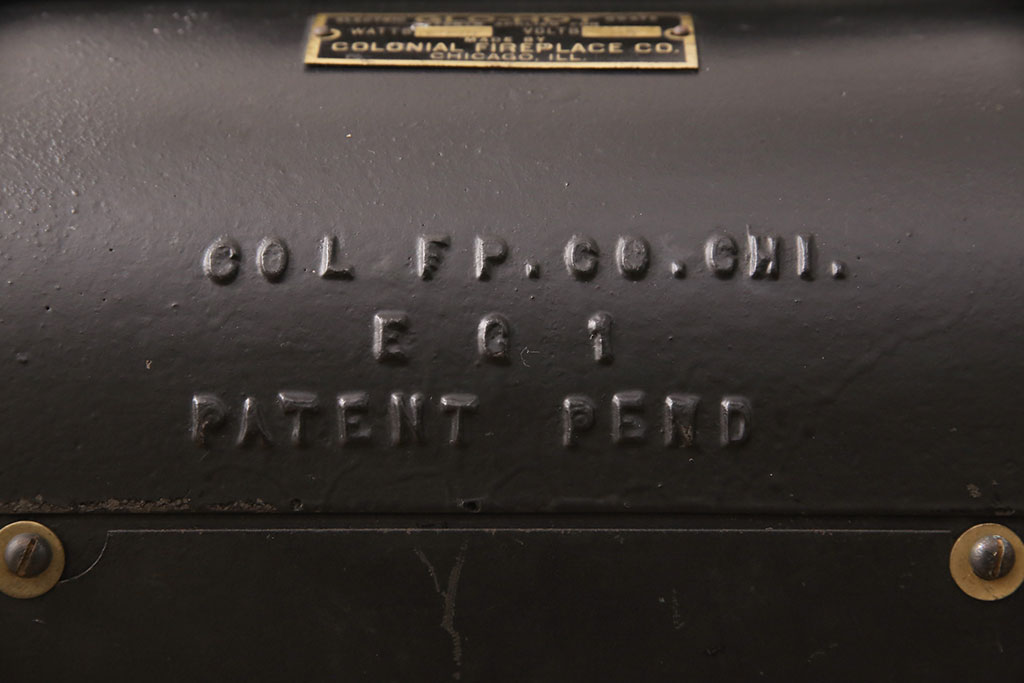 WATTS VOLTS
MADE BY
COLONIAL FIREPLACE CO.
CHICAGO, ILL.
COL FP.CO.CHI.
E G 1
PATENT PEND